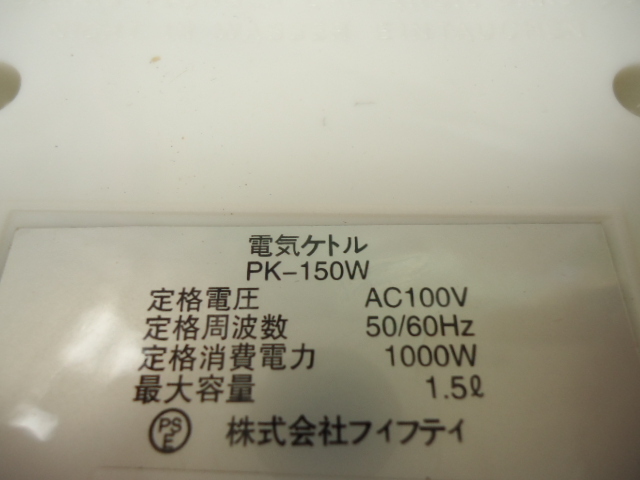 電気ケトル
PK-150W
定格電圧 AC100V
定格周波数 50/60Hz
定格消費電力 1000W
最大容量 1.5ℓ
PSE 株式会社フィフティ